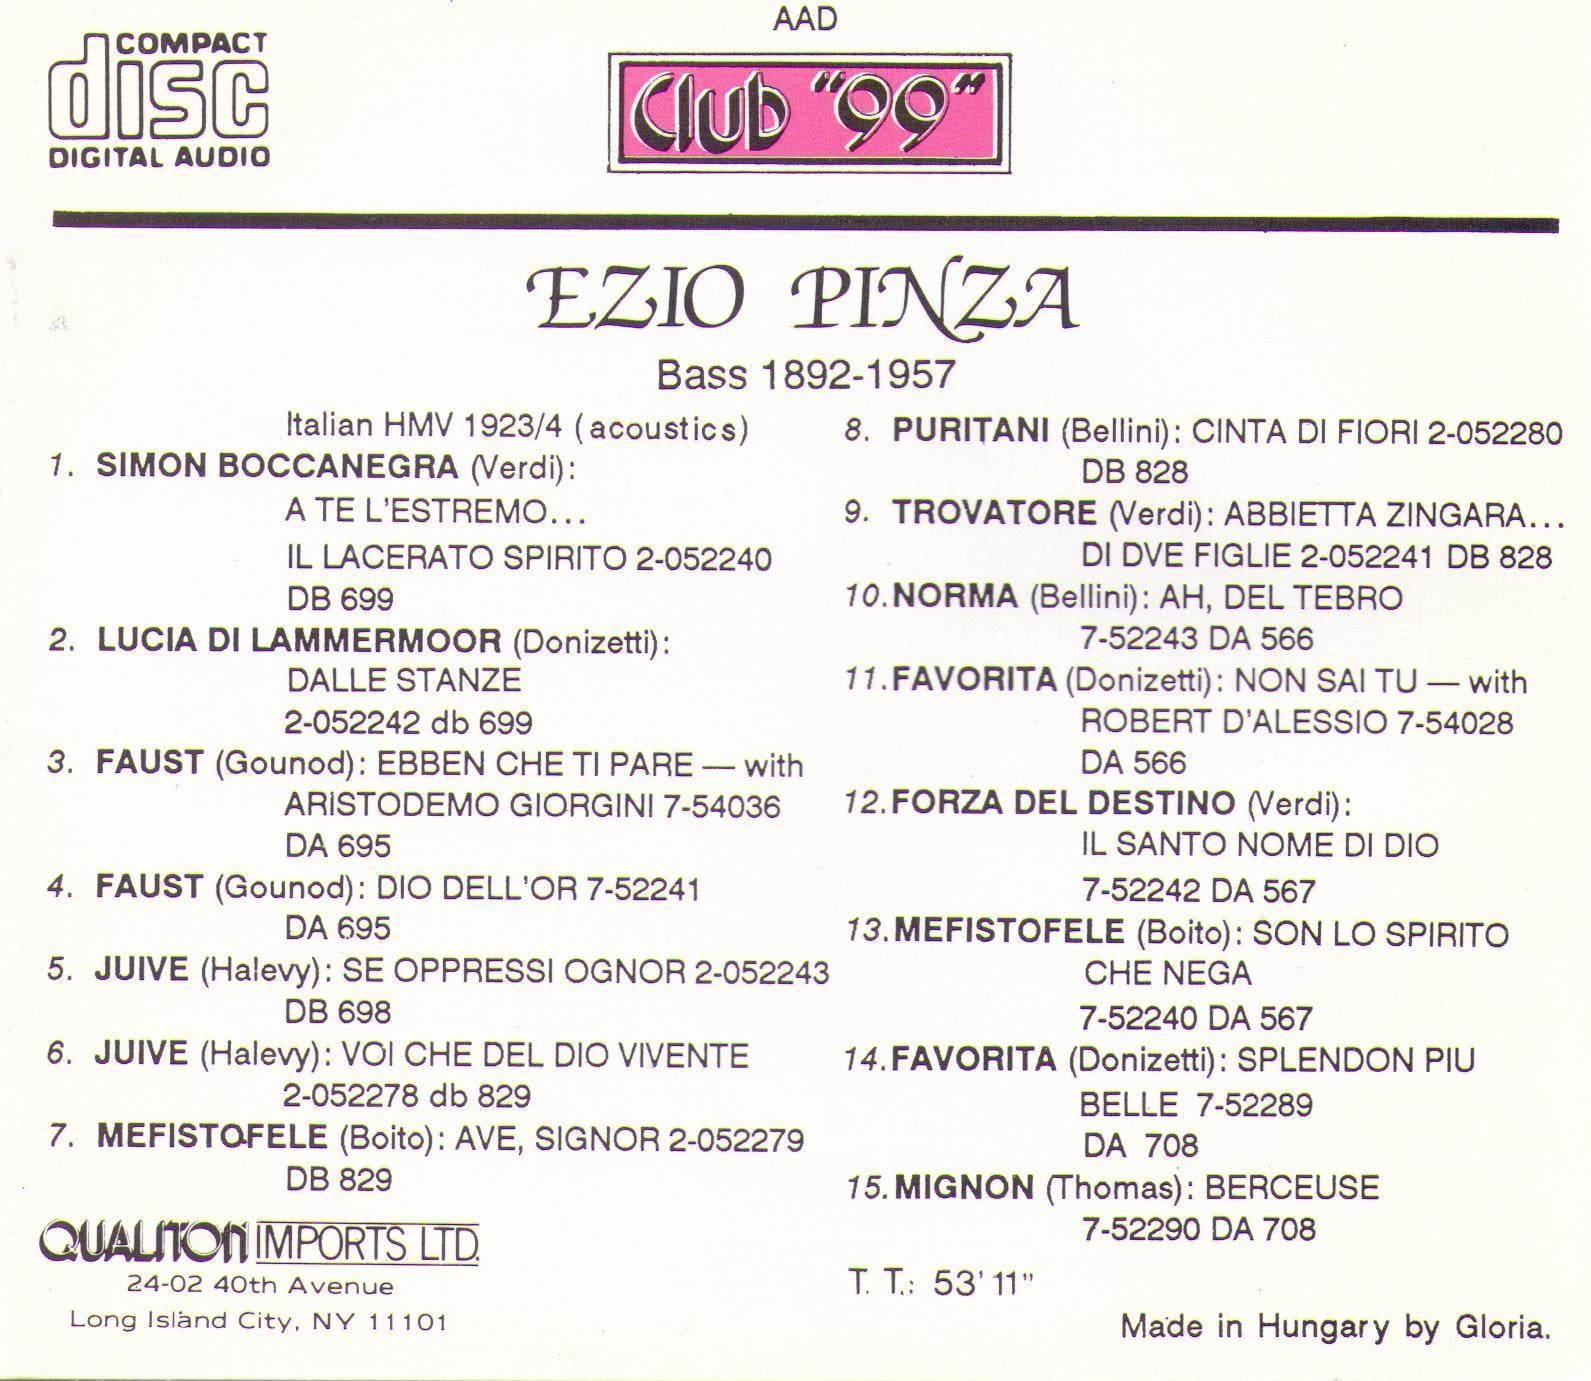 AAD
COMPACT
disc
DIGITAL AUDIO
Club "99"
EZIO PINZA
Bass 1892-1957
Italian HMV 1923/4 (acoustics)
1. SIMON BOCCANEGRA (Verdi):
A TE L'ESTREMO...
IL LACERATO SPIRITO 2-052240
DB 699
2. LUCIA DI LAMMERMOOR (Donizetti):
DALLE STANZE
2-052242 db 699
3. FAUST (Gounod): EBBEN CHE TI PARE — with
ARISTODEMO GIORGINI 7-54036
DA 695
4. FAUST (Gounod): DIO DELL'OR 7-52241
DA 695
5. JUIVE (Halevy): SE OPPRESSI OGNOR 2-052243
DB 698
6. JUIVE (Halevy): VOI CHE DEL DIO VIVENTE
2-052278 db 829
7. MEFISTOFELE (Boito): AVE, SIGNOR 2-052279
DB 829
8. PURITANI (Bellini): CINTA DI FIORI 2-052280
DB 828
9. TROVATORE (Verdi): ABBIETTA ZINGARA...
DI DVE FIGLIE 2-052241 DB 828
10. NORMA (Bellini): AH, DEL TEBRO
7-52243 DA 566
11. FAVORITA (Donizetti): NON SAI TU — with
ROBERT D'ALESSIO 7-54028
DA 566
12. FORZA DEL DESTINO (Verdi):
IL SANTO NOME DI DIO
7-52242 DA 567
13. MEFISTOFELE (Boito): SON LO SPIRITO
CHE NEGA
7-52240 DA 567
14. FAVORITA (Donizetti): SPLENDON PIU
BELLE 7-52289
DA 708
15. MIGNON (Thomas): BERCEUSE
7-52290 DA 708
T. T.: 53'11"
QUALITON IMPORTS LTD.
24-02 40th Avenue
Long Island City, NY 11101
Made in Hungary by Gloria.